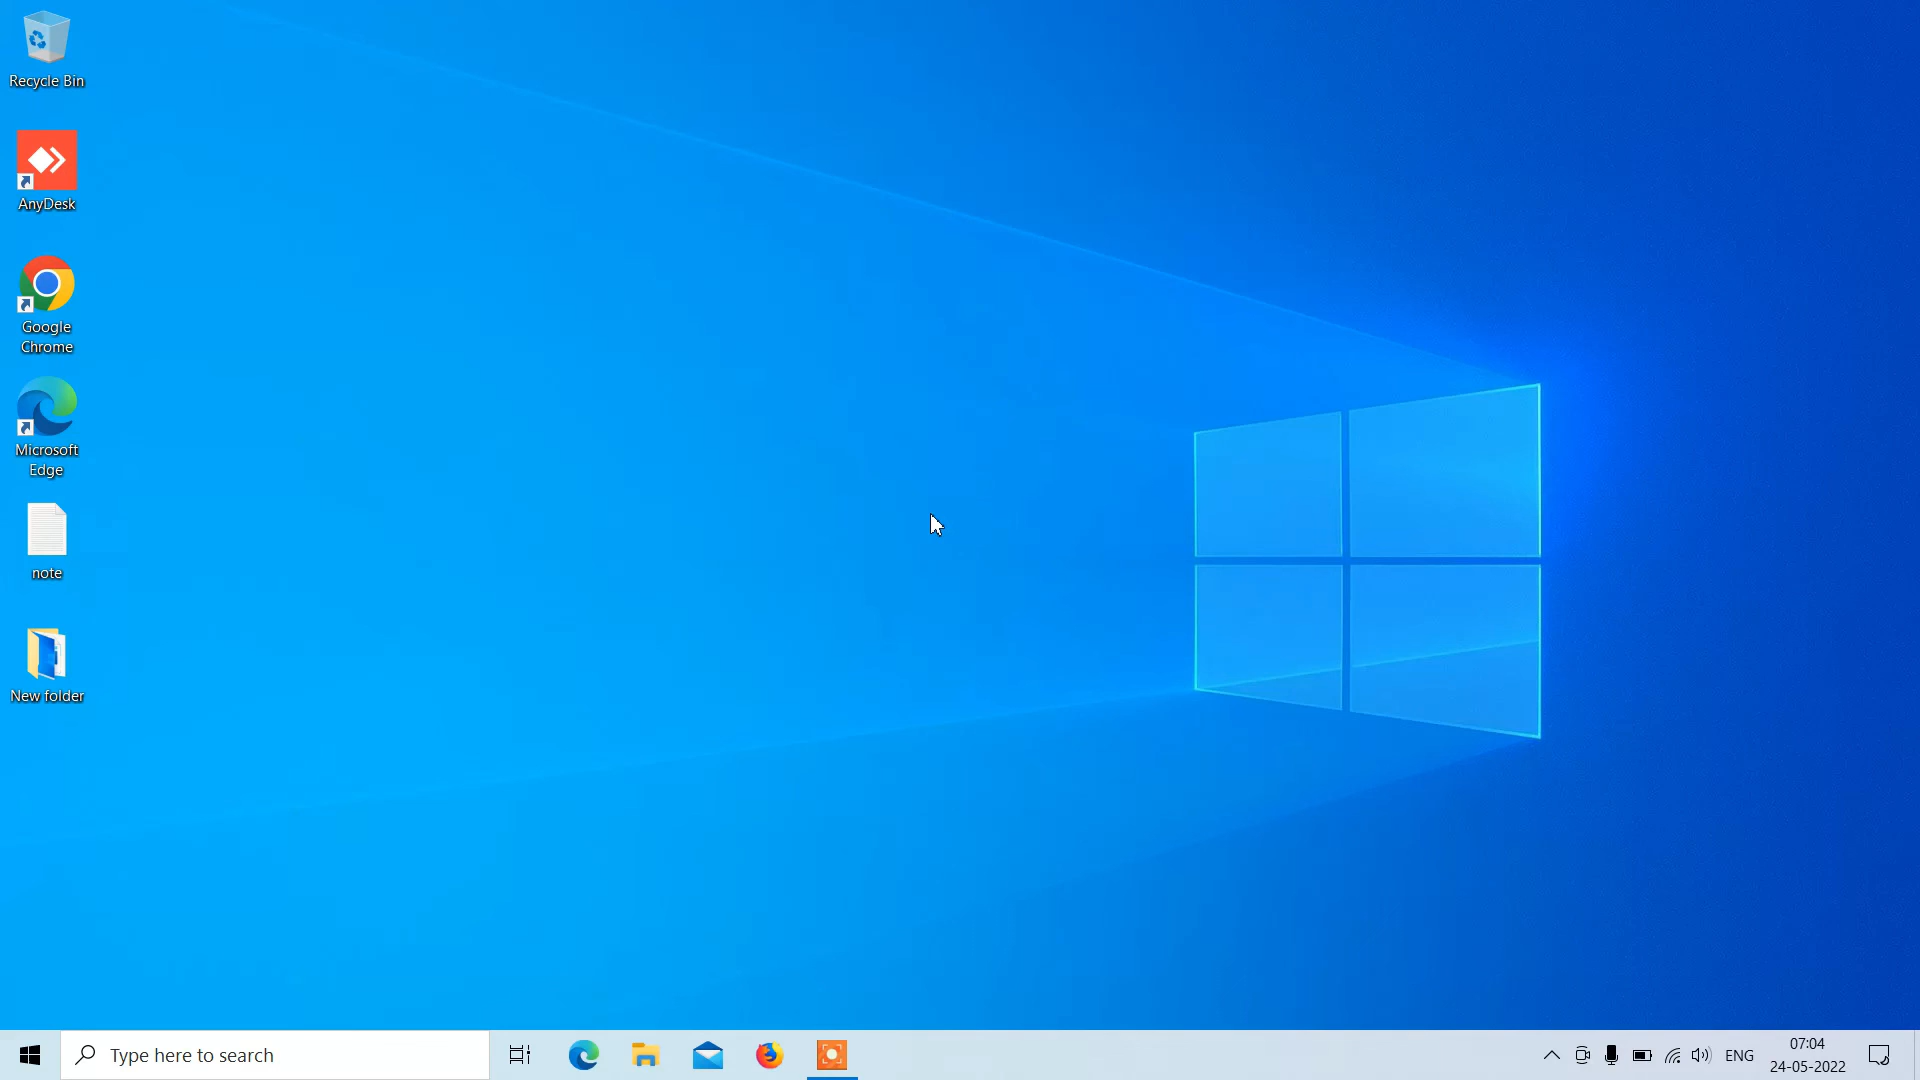 Recycle Bin
AnyDesk
Google
Chrome
Microsoft
Edge
note
New folder
Type here to search
ENG
07:04
24-05-2022